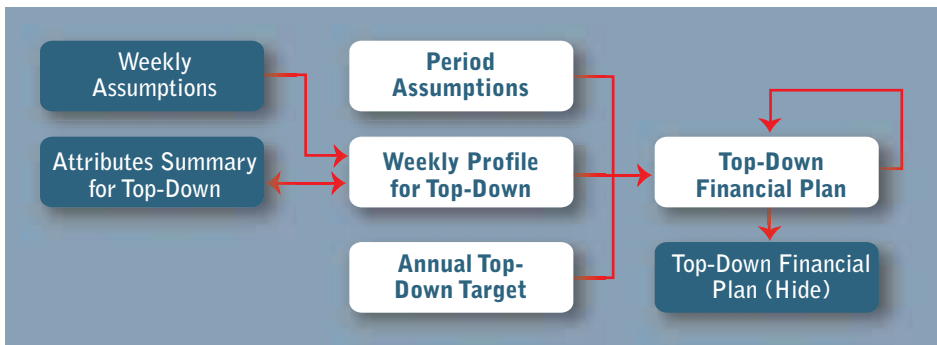 Weekly
Assumptions
Attributes Summary
for Top-Down
Period
Assumptions
Weekly Profile
for Top-Down
Annual Top-
Down Target
Top-Down
Financial Plan
Top-Down Financial
Plan (Hide)